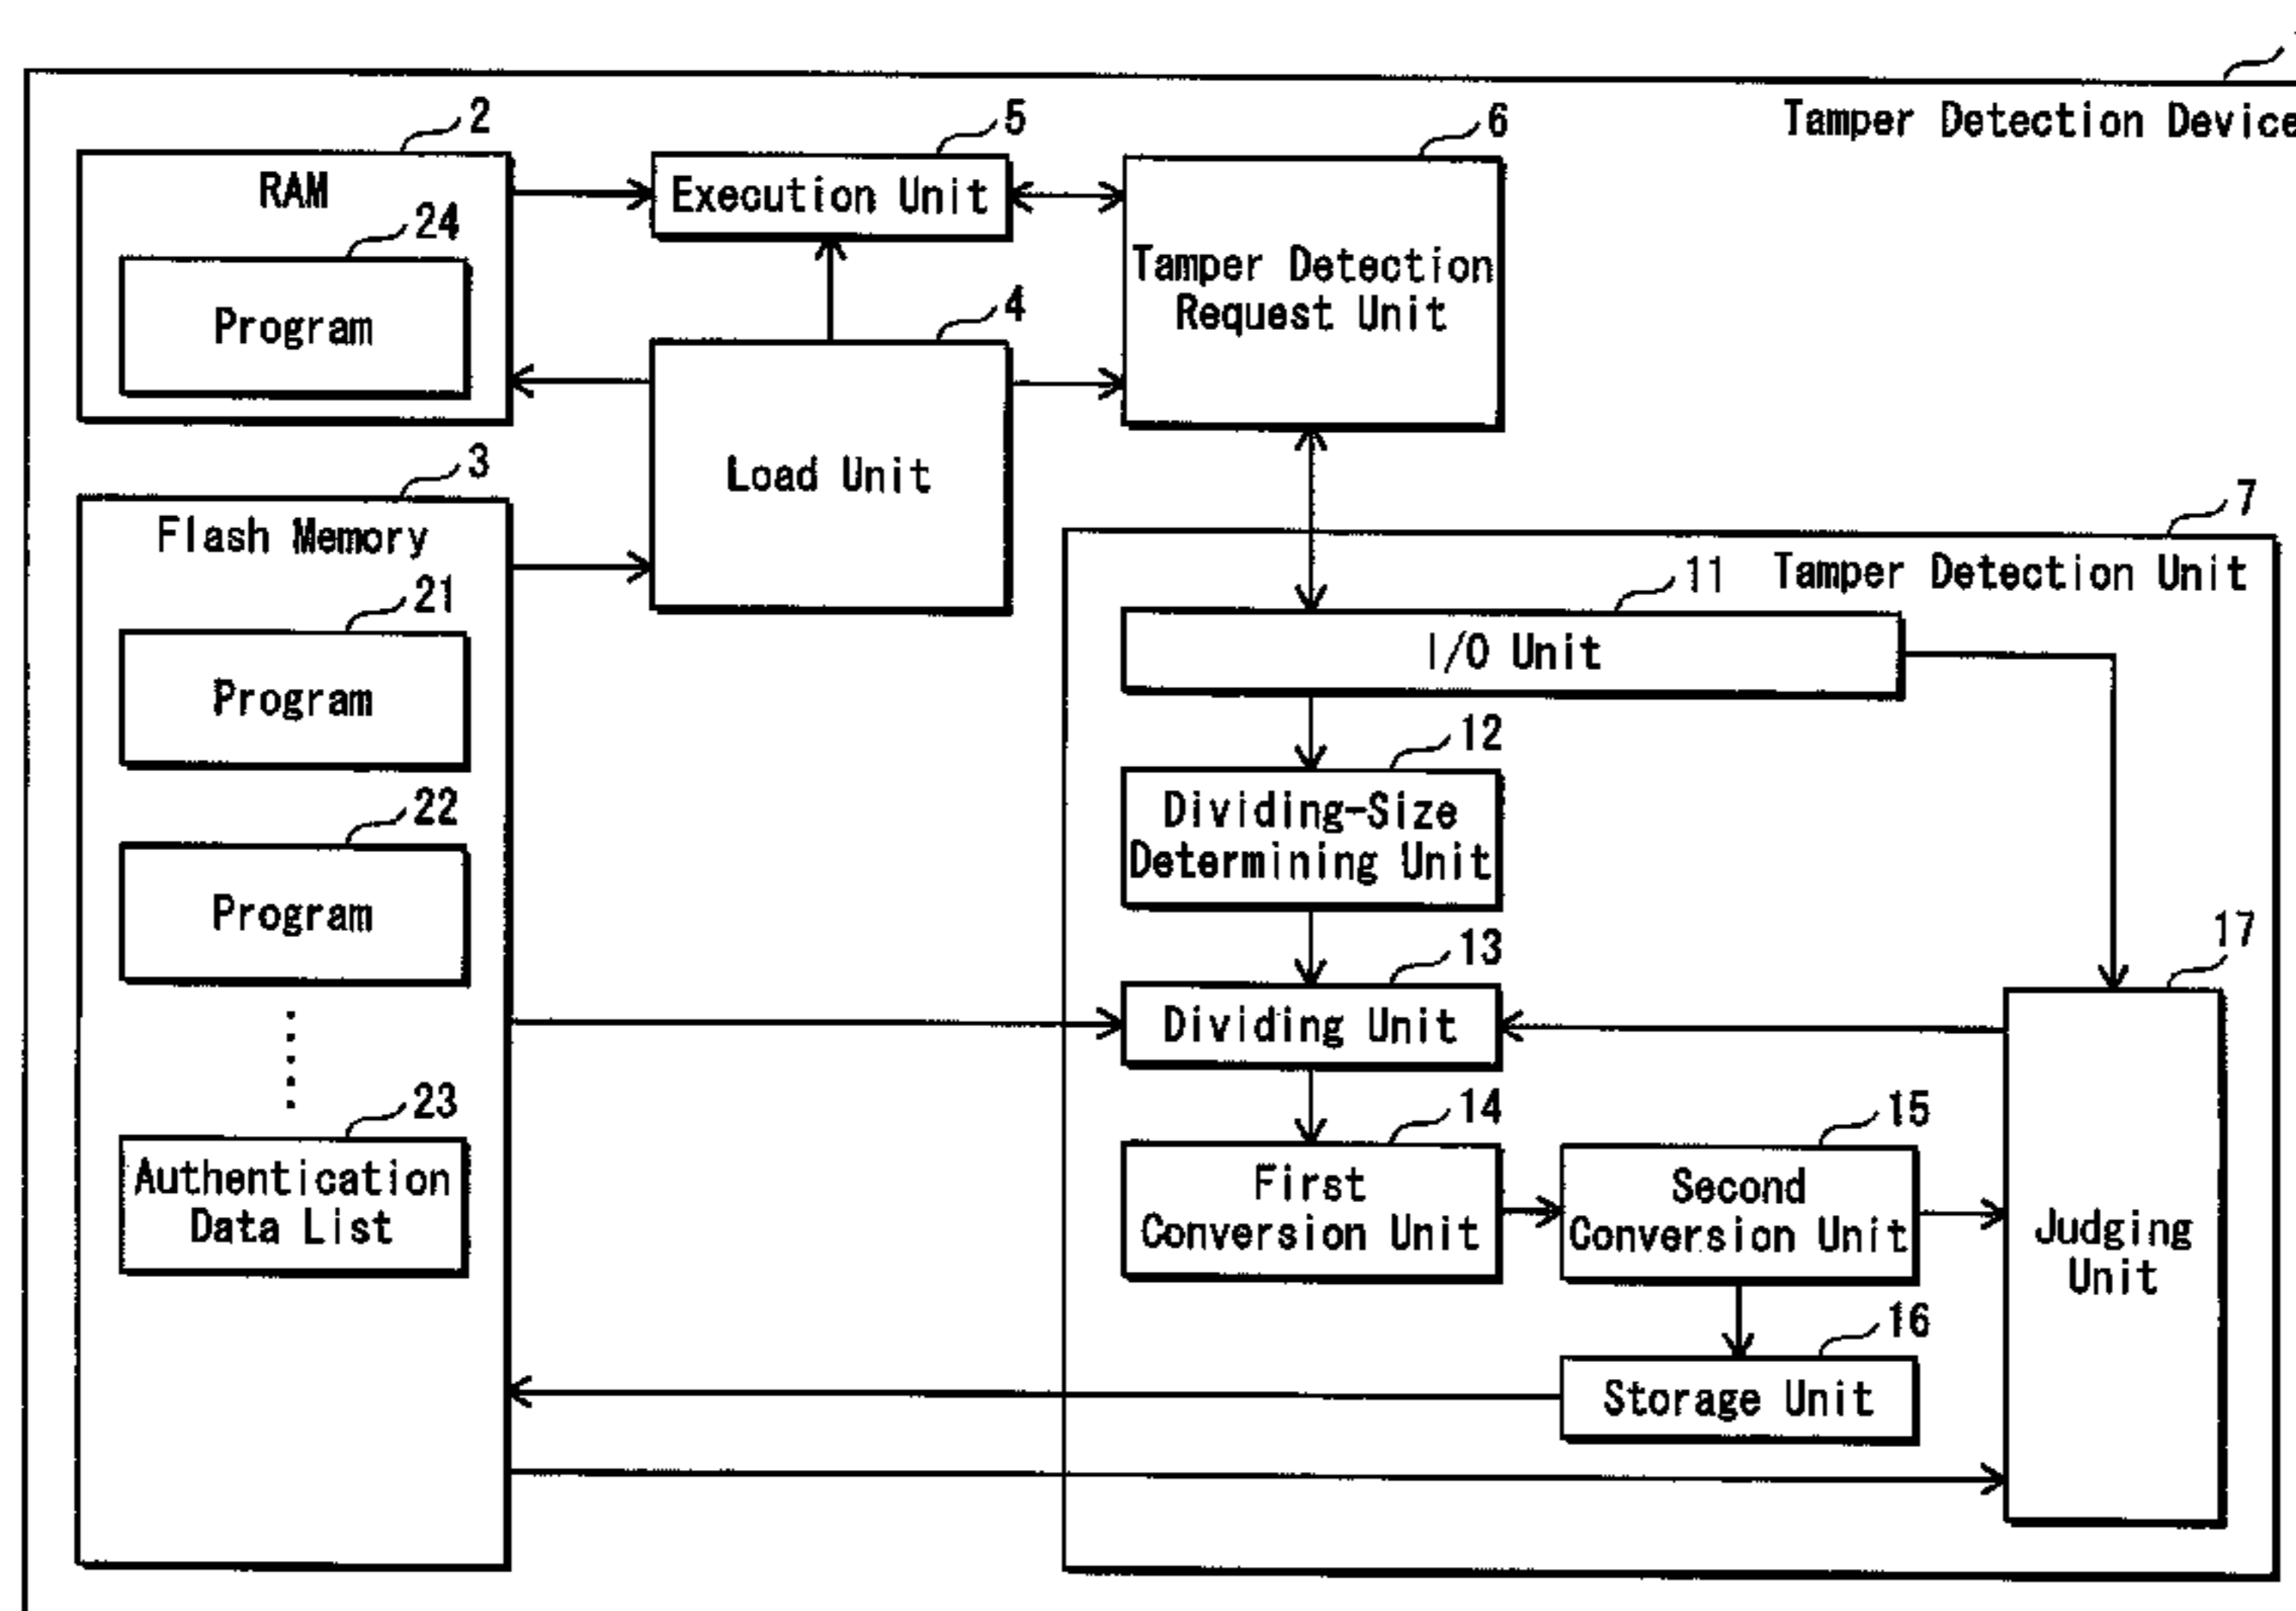 Tamper Detection Device
2
RAM
24
Program
5
Execution Unit
6
Tamper Detection
Request Unit
4
Load Unit
3
Flash Memory
21
Program
22
Program
23
Authentication
Data List
7
Tamper Detection Unit
11
I/O Unit
12
Dividing-Size
Determining Unit
13
Dividing Unit
14
First
Conversion Unit
15
Second
Conversion Unit
16
Storage Unit
17
Judging
Unit